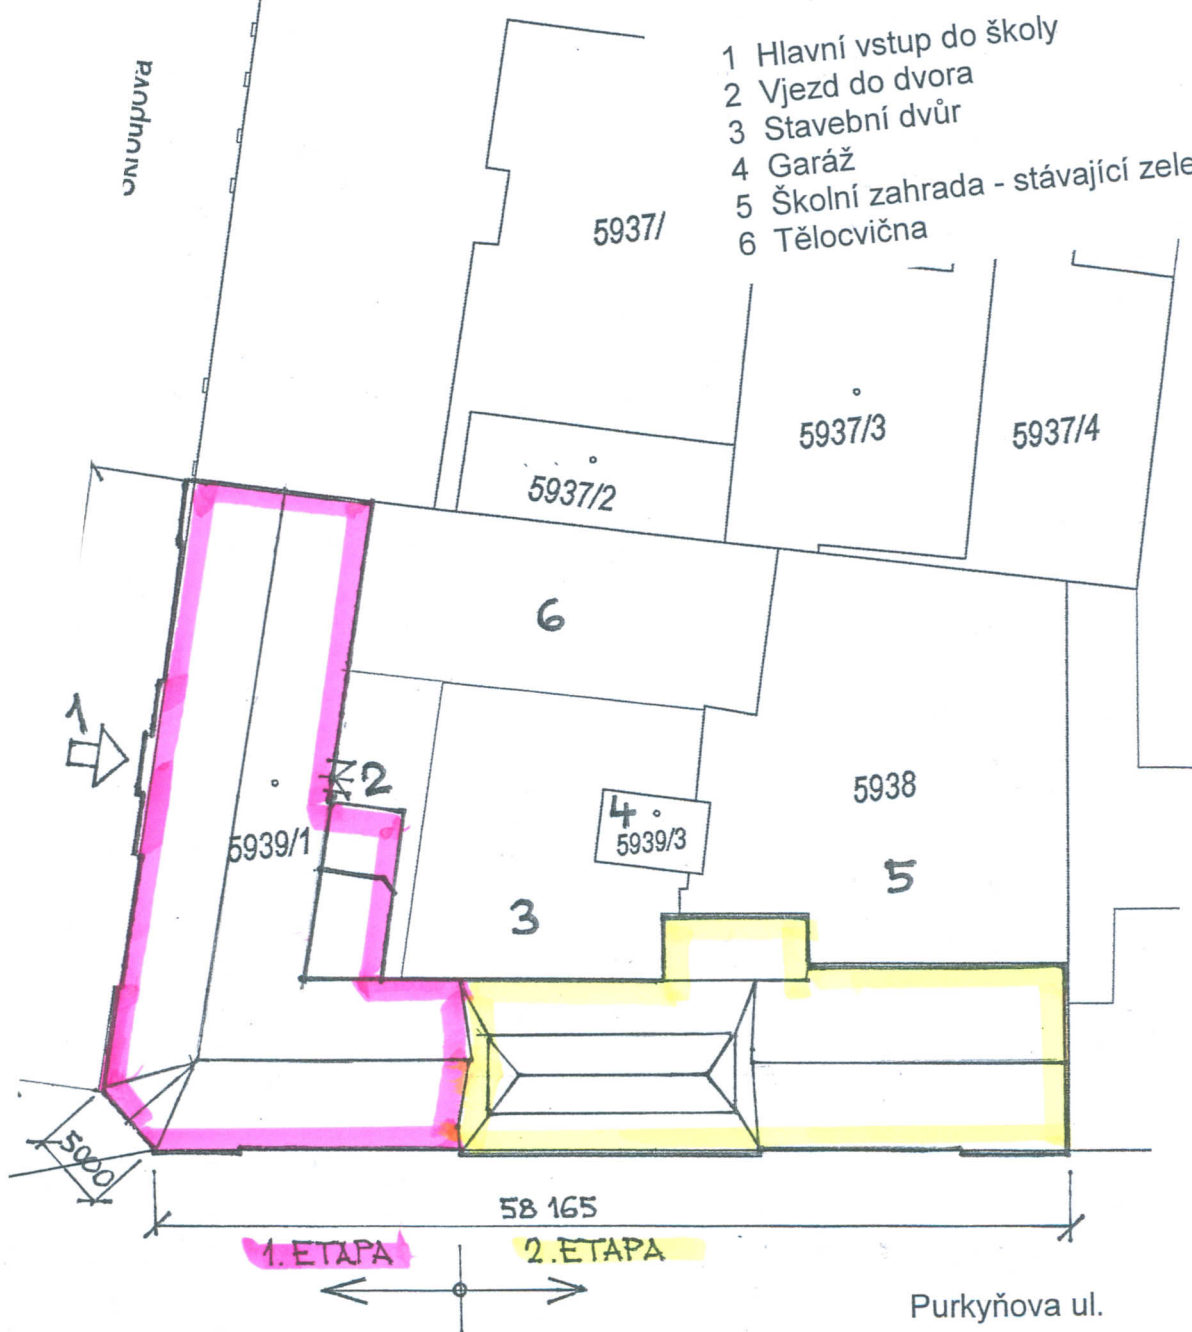 1 Hlavní vstup do školy
2 Vjezd do dvora
3 Stavební dvůr
4 Garáž
5 Školní zahrada - stávající zele
6 Tělocvična
5937/
5937/3
5937/4
5937/2
6
1
2
5938
4
5939/1
5939/3
5
3
5000
58 165
1. ETAPA
2. ETAPA
Purkyňova ul.